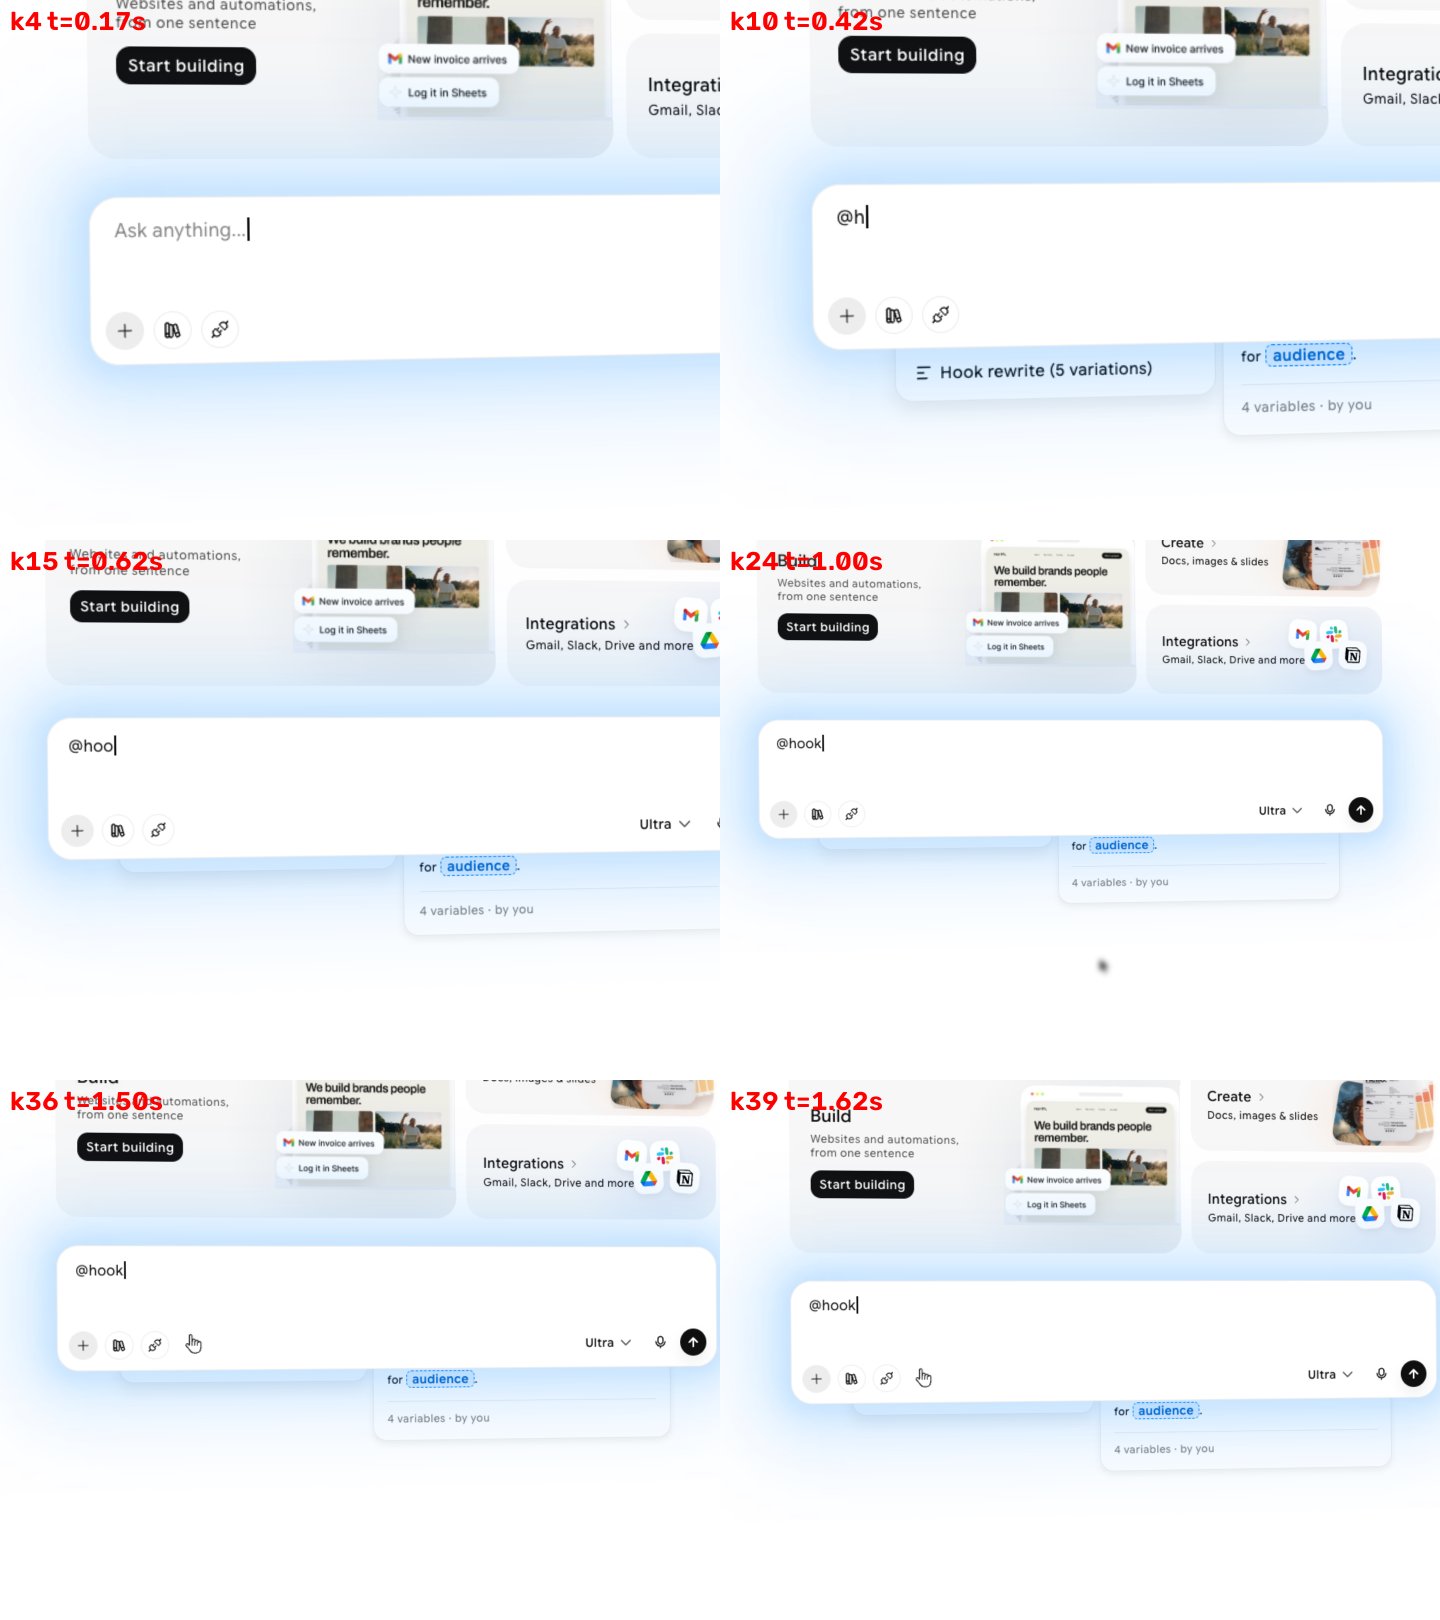 k4 t=0.17s
Websites and automations,
from one sentence
Start building
remember.
New invoice arrives
Log it in Sheets
Integrati
Gmail, Slac
Ask anything...
k10 t=0.42s
from one sentence
Start building
New invoice arrives
Log it in Sheets
Integratio
Gmail, Slack
@h
Hook rewrite (5 variations)
for audience.
4 variables · by you
k15 t=0.62s
Websites and automations,
from one sentence
Start building
We build brands people
remember.
New invoice arrives
Log it in Sheets
Integrations
Gmail, Slack, Drive and more
@hoo
Ultra
for audience.
4 variables · by you
k24 t=1.00s
Build
Websites and automations,
from one sentence
Start building
We build brands people
remember.
New invoice arrives
Log it in Sheets
Create
Docs, images & slides
Integrations
Gmail, Slack, Drive and more
@hook
Ultra
for audience.
4 variables · by you
k36 t=1.50s
Build
Websites and automations,
from one sentence
Start building
We build brands people
remember.
New invoice arrives
Log it in Sheets
Docs, images & slides
Integrations
Gmail, Slack, Drive and more
@hook
Ultra
for audience.
4 variables · by you
k39 t=1.62s
Build
Websites and automations,
from one sentence
Start building
We build brands people
remember.
New invoice arrives
Log it in Sheets
Create
Docs, images & slides
Integrations
Gmail, Slack, Drive and more
@hook
Ultra
for audience.
4 variables · by you